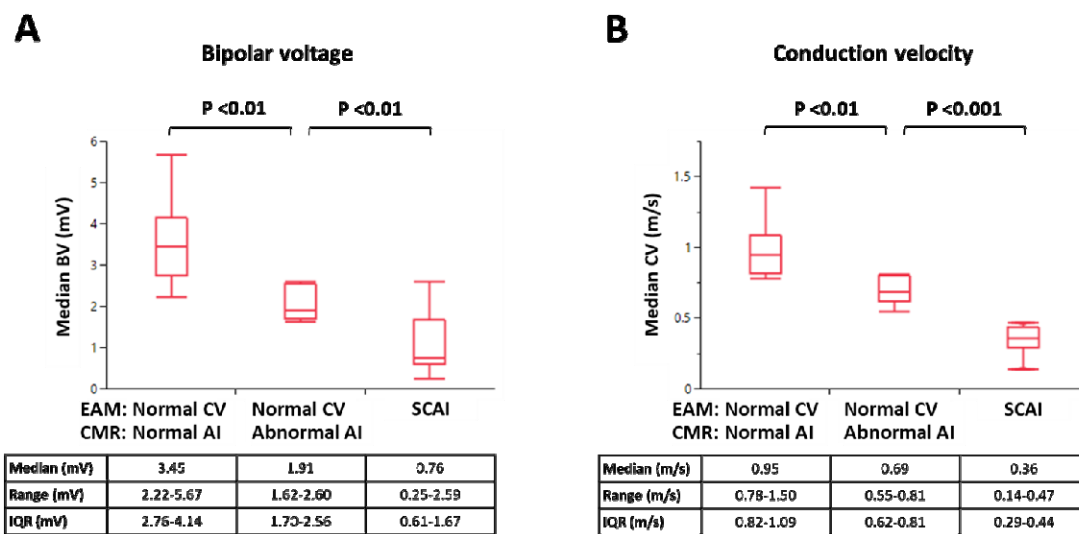 A
Bipolar voltage
P <0.01 P <0.01
6
5
4
3
2
1
0
Median BV (mV)
EAM: Normal CV Normal CV SCAI
CMR: Normal AI Abnormal AI
Median (mV) 3.45 1.91 0.76
Range (mV) 2.22-5.67 1.62-2.60 0.25-2.59
IQR (mV) 2.76-4.14 1.70-2.56 0.61-1.67
B
Conduction velocity
P <0.01 P <0.001
1.5
1
0.5
0
Median CV (m/s)
EAM: Normal CV Normal CV SCAI
CMR: Normal AI Abnormal AI
Median (m/s) 0.95 0.69 0.36
Range (m/s) 0.78-1.50 0.55-0.81 0.14-0.47
IQR (m/s) 0.82-1.09 0.62-0.81 0.29-0.44